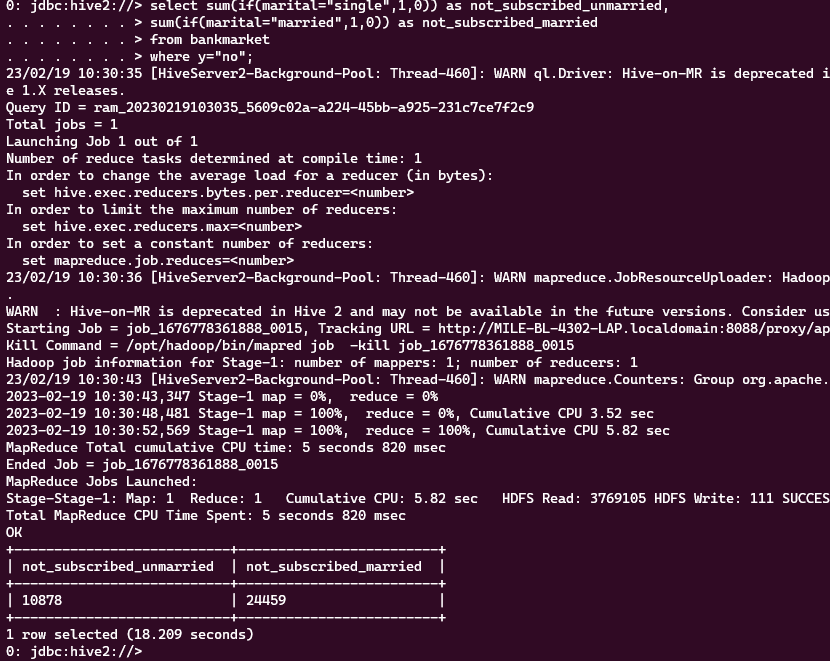 0: jdbc:hive2://> select sum(if(marital="single",1,0)) as not_subscribed_unmarried,
. . . . . . . . > sum(if(marital="married",1,0)) as not_subscribed_married
. . . . . . . . > from bankmarket
. . . . . . . . > where y="no";
23/02/19 10:30:35 [HiveServer2-Background-Pool: Thread-460]: WARN ql.Driver: Hive-on-MR is deprecated i
e 1.X releases.
Query ID = ram_20230219103035_5609c02a-a224-45bb-a925-231c7ce7f2c9
Total jobs = 1
Launching Job 1 out of 1
Number of reduce tasks determined at compile time: 1
In order to change the average load for a reducer (in bytes):
  set hive.exec.reducers.bytes.per.reducer=<number>
In order to limit the maximum number of reducers:
  set hive.exec.reducers.max=<number>
In order to set a constant number of reducers:
  set mapreduce.job.reduces=<number>
23/02/19 10:30:36 [HiveServer2-Background-Pool: Thread-460]: WARN mapreduce.JobResourceUploader: Hadoop
.
WARN  : Hive-on-MR is deprecated in Hive 2 and may not be available in the future versions. Consider us
Starting Job = job_1676778361888_0015, Tracking URL = http://MILE-BL-4302-LAP.localdomain:8088/proxy/ap
Kill Command = /opt/hadoop/bin/mapred job  -kill job_1676778361888_0015
Hadoop job information for Stage-1: number of mappers: 1; number of reducers: 1
23/02/19 10:30:43 [HiveServer2-Background-Pool: Thread-460]: WARN mapreduce.Counters: Group org.apache.
2023-02-19 10:30:43,347 Stage-1 map = 0%,  reduce = 0%
2023-02-19 10:30:48,481 Stage-1 map = 100%,  reduce = 0%, Cumulative CPU 3.52 sec
2023-02-19 10:30:52,569 Stage-1 map = 100%,  reduce = 100%, Cumulative CPU 5.82 sec
MapReduce Total cumulative CPU time: 5 seconds 820 msec
Ended Job = job_1676778361888_0015
MapReduce Jobs Launched:
Stage-Stage-1: Map: 1  Reduce: 1   Cumulative CPU: 5.82 sec   HDFS Read: 3769105 HDFS Write: 111 SUCCES
Total MapReduce CPU Time Spent: 5 seconds 820 msec
OK
+---------------------------+-------------------------+
| not_subscribed_unmarried  | not_subscribed_married  |
+---------------------------+-------------------------+
| 10878                     | 24459                   |
+---------------------------+-------------------------+
1 row selected (18.209 seconds)
0: jdbc:hive2://>